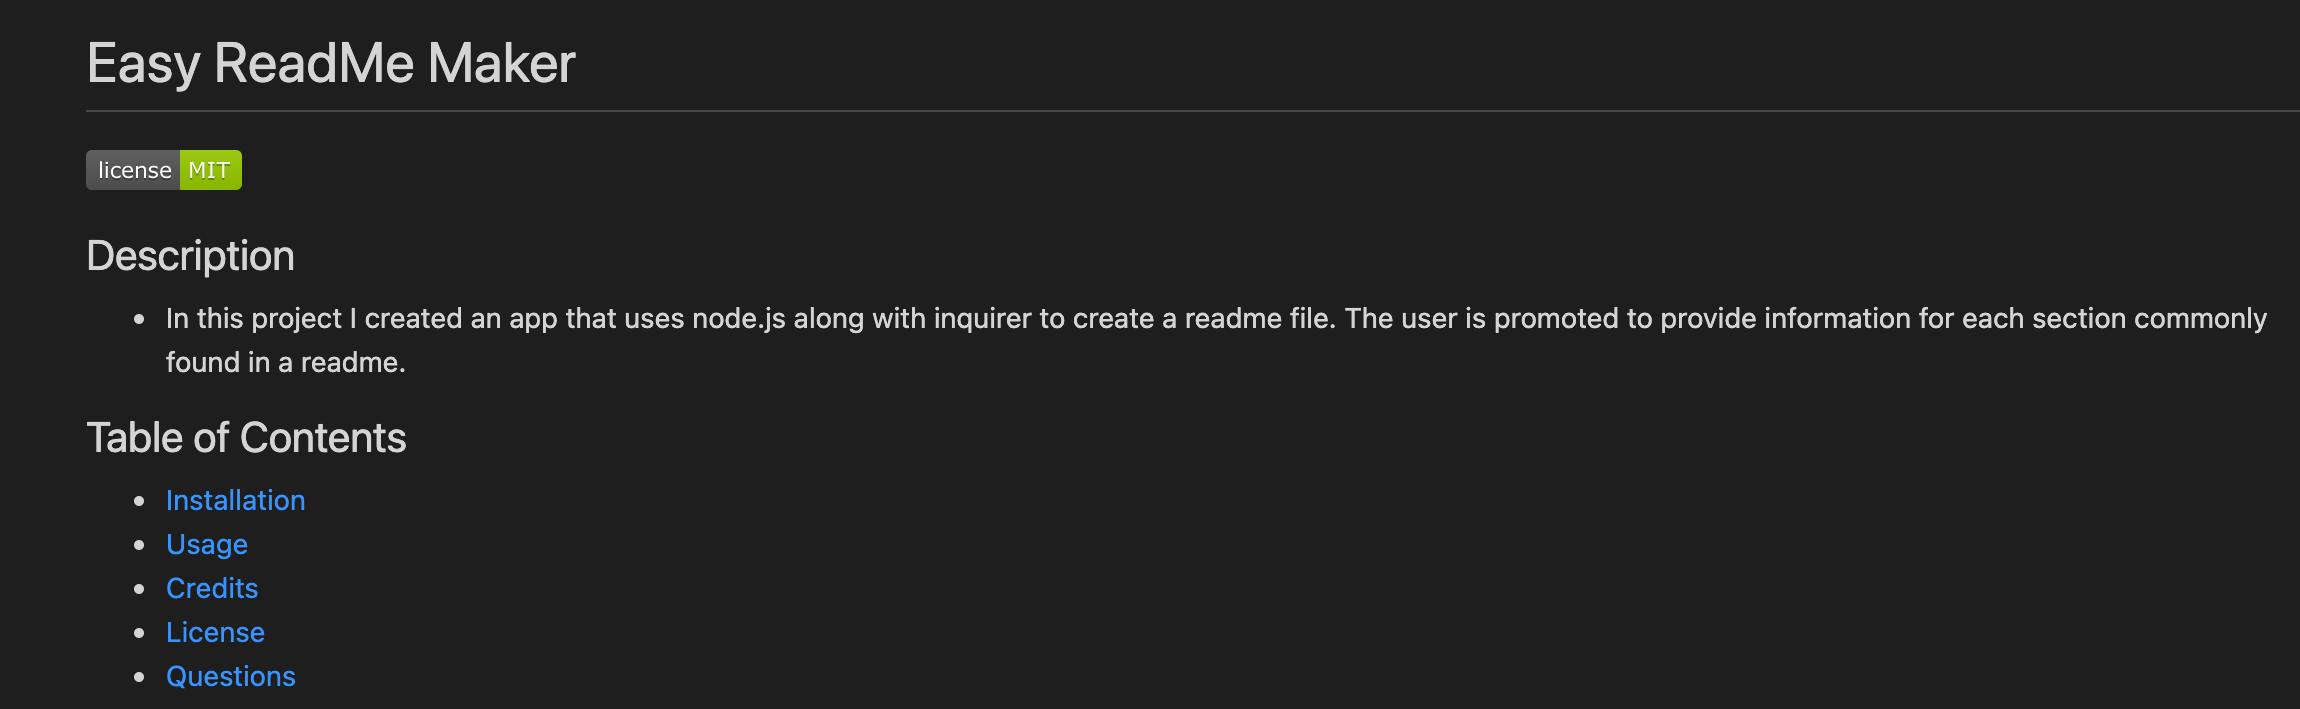 Easy ReadMe Maker
license MIT
Description
In this project I created an app that uses node.js along with inquirer to create a readme file. The user is promoted to provide information for each section commonly
found in a readme.
Table of Contents
Installation
Usage
Credits
License
Questions